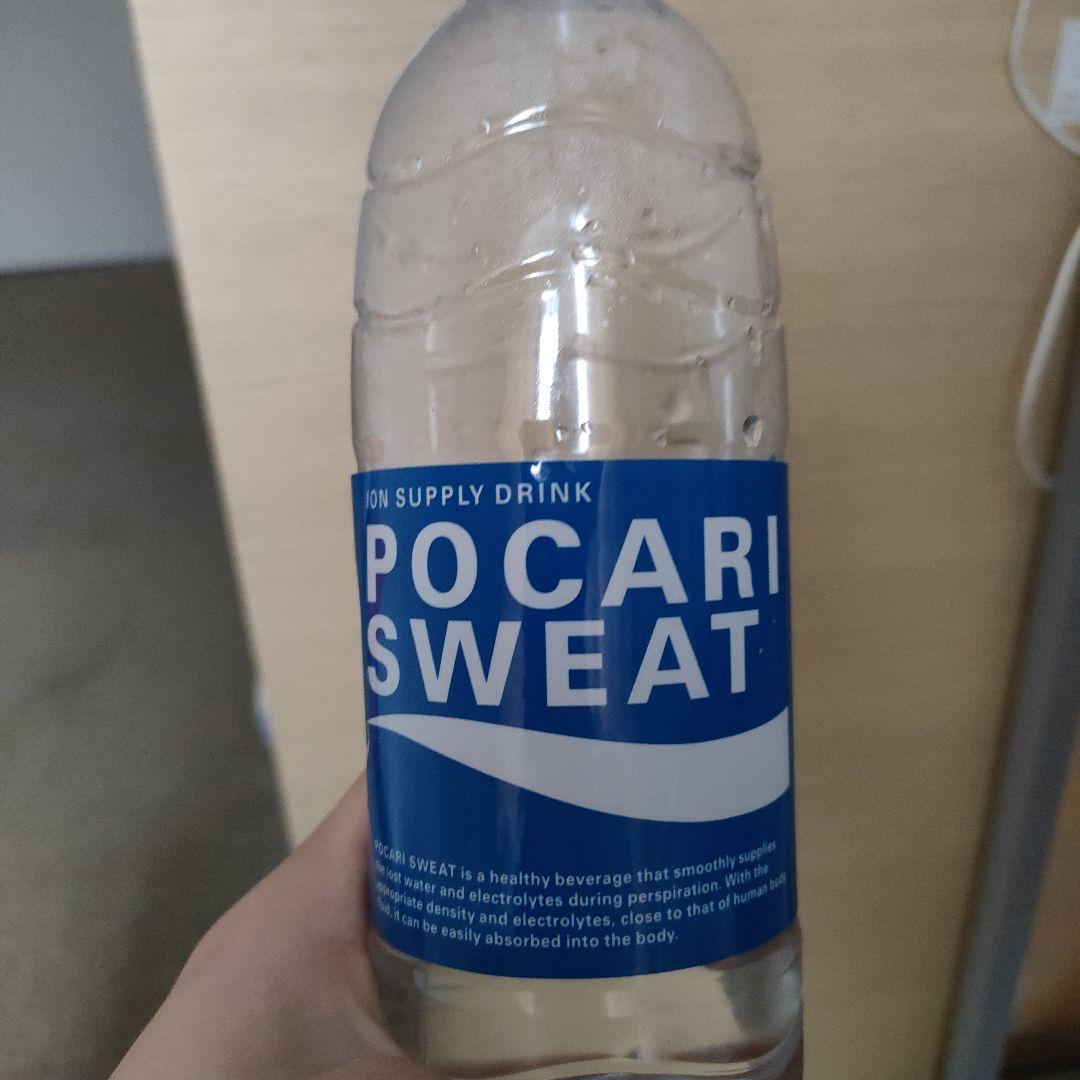 ION SUPPLY DRINK
POCARI
SWEAT
POCARI SWEAT is a healthy beverage that smoothly supplies
the lost water and electrolytes during perspiration. With the
appropriate density and electrolytes, close to that of human body
fluid, it can be easily absorbed into the body.